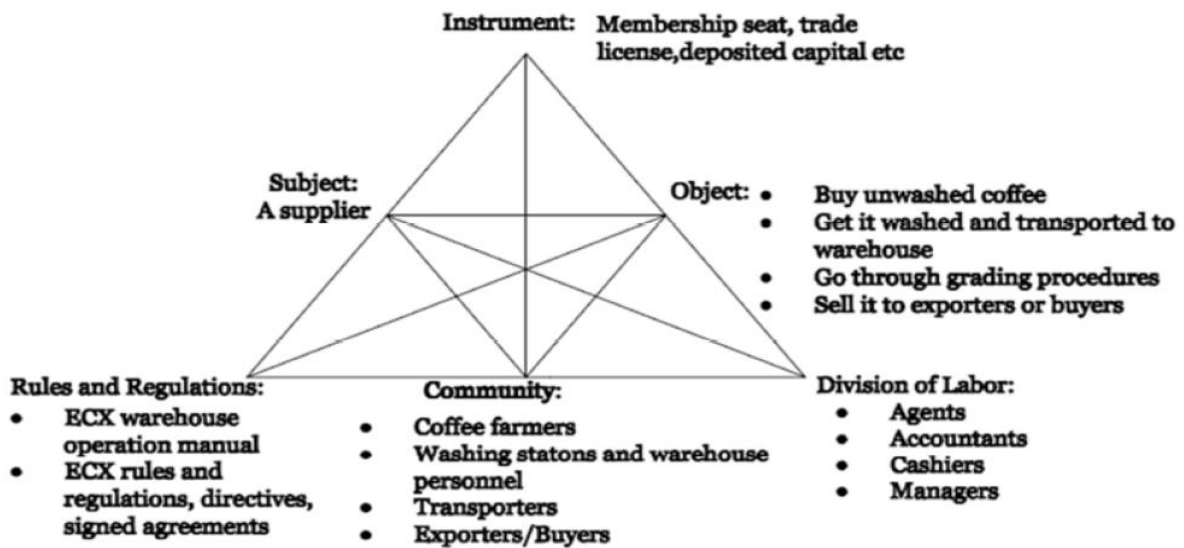 Instrument: Membership seat, trade
license,deposited capital etc
Subject:
A supplier
Object:
• Buy unwashed coffee
• Get it washed and transported to
warehouse
• Go through grading procedures
• Sell it to exporters or buyers
Rules and Regulations:
• ECX warehouse
operation manual
• ECX rules and
regulations, directives,
signed agreements
Community:
• Coffee farmers
• Washing statons and warehouse
personnel
• Transporters
• Exporters/Buyers
Division of Labor:
• Agents
• Accountants
• Cashiers
• Managers